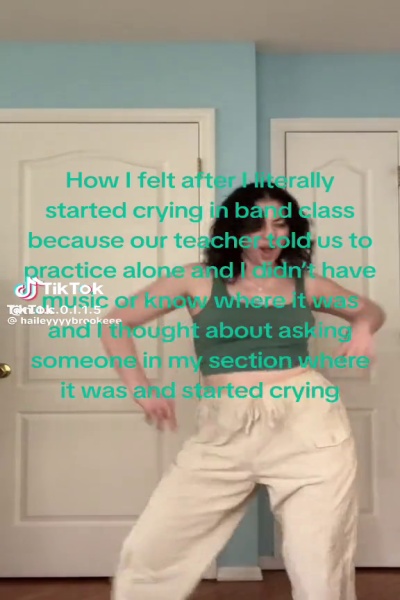 How I felt after I literally
started crying in band class
because our teacher told us to
practice alone and I didn't have
music or know where it was
and I thought about asking
someone in my section where
it was and started crying
TikTok
@ haileyyyybrookeee